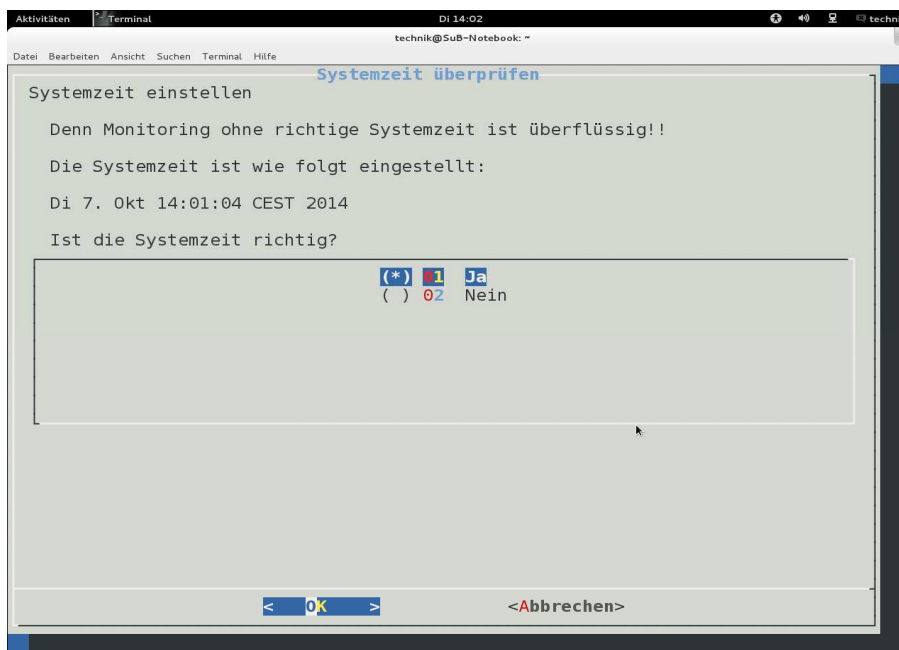 Aktivitäten Terminal Di 14:02 techni
technik@SuB-Notebook: ~
Datei Bearbeiten Ansicht Suchen Terminal Hilfe
Systemzeit überprüfen
Systemzeit einstellen
Denn Monitoring ohne richtige Systemzeit ist überflüssig!!
Die Systemzeit ist wie folgt eingestellt:
Di 7. Okt 14:01:04 CEST 2014
Ist die Systemzeit richtig?
(*) 01 Ja
( ) 02 Nein
< OK > <Abbrechen>